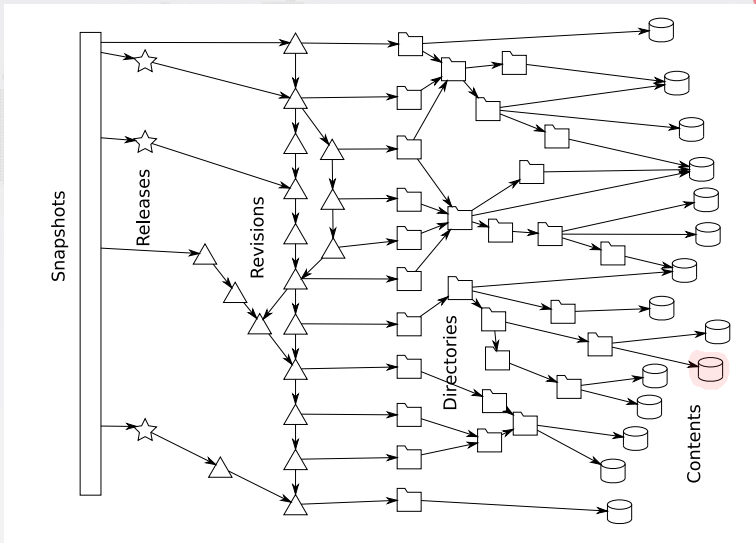 Snapshots
Releases
Revisions
Directories
Contents